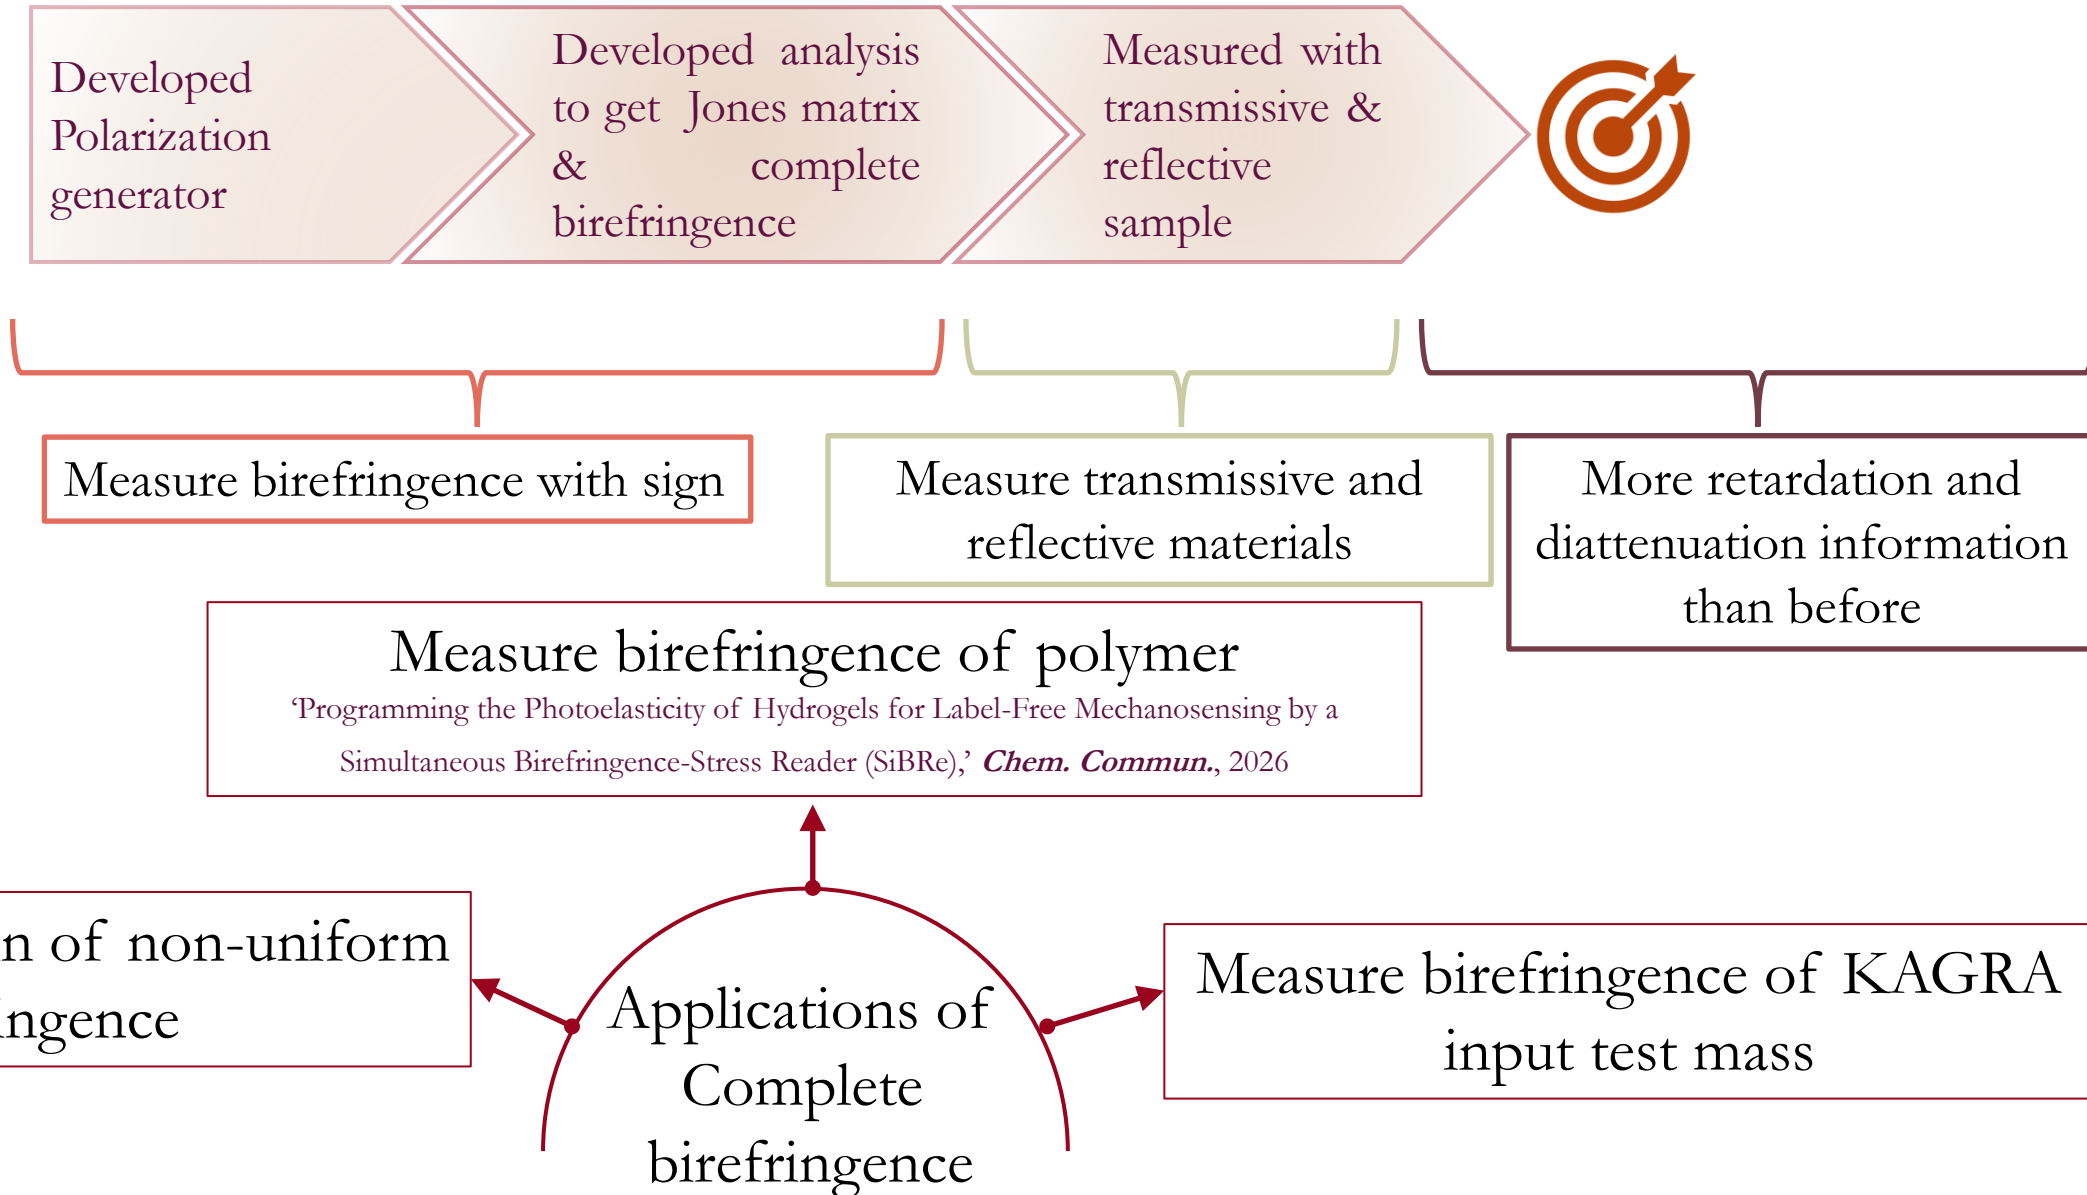 Developed
Polarization
generator
Developed analysis
to get Jones matrix
& complete
birefringence
Measured with
transmissive &
reflective
sample
Measure birefringence with sign
Measure transmissive and
reflective materials
More retardation and
diattenuation information
than before
Measure birefringence of polymer
‘Programming the Photoelasticity of Hydrogels for Label-Free Mechanosensing by a
Simultaneous Birefringence-Stress Reader (SiBRe),’ Chem. Commun., 2026
of non-uniform
Applications of
Complete
birefringence
Measure birefringence of KAGRA
input test mass